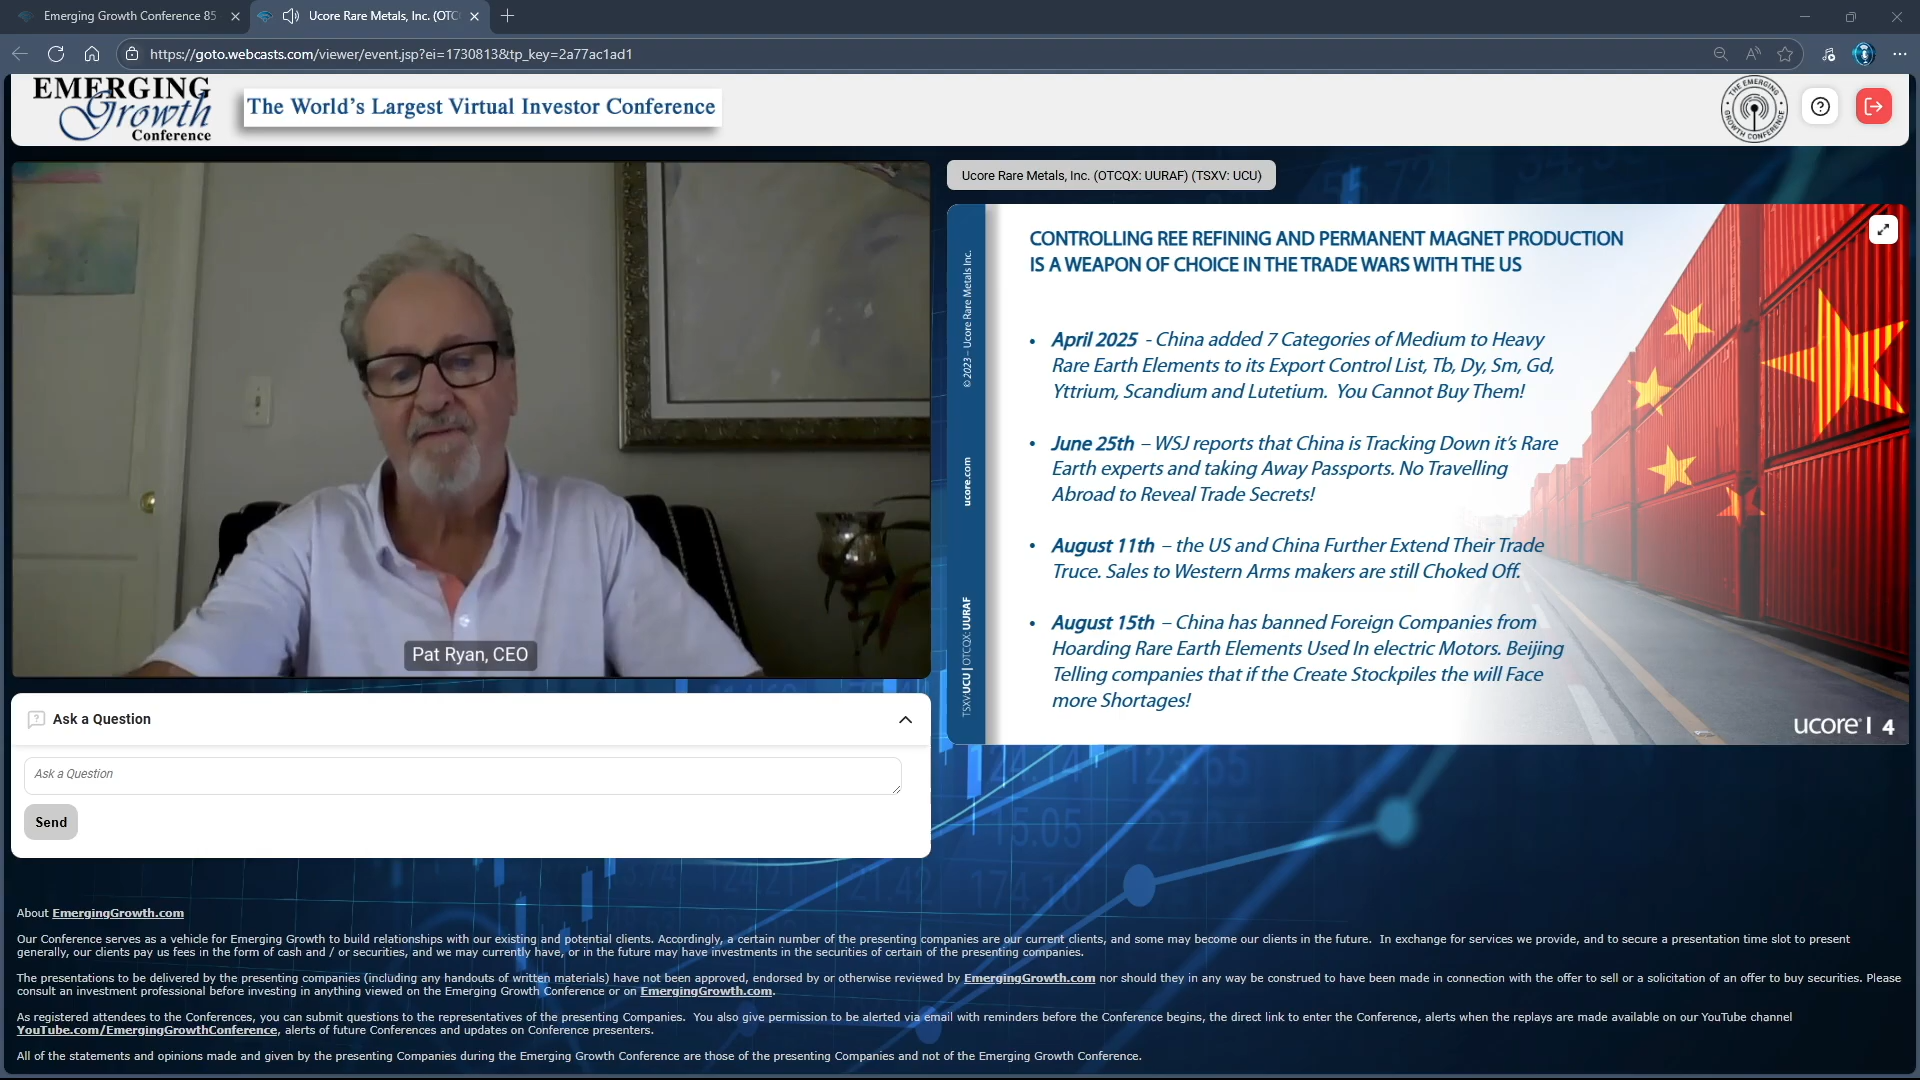 Emerging Growth Conference 85
Ucore Rare Metals, Inc. (OTC
https://goto.webcasts.com/viewer/event.jsp?ei=1730813&tp_key=2a77ac1ad1
EMERGING
Growth
Conference
The World's Largest Virtual Investor Conference
THE EMERGING
GROWTH CONFERENCE
Pat Ryan, CEO
Ask a Question
Ask a Question
Send
Ucore Rare Metals, Inc. (OTCQX: UURAF) (TSXV: UCU)
© 2023 – Ucore Rare Metals Inc.
ucore.com
TSXV:UCU | OTCQX: UURAF
CONTROLLING REE REFINING AND PERMANENT MAGNET PRODUCTION
IS A WEAPON OF CHOICE IN THE TRADE WARS WITH THE US
• April 2025 - China added 7 Categories of Medium to Heavy
Rare Earth Elements to its Export Control List, Tb, Dy, Sm, Gd,
Yttrium, Scandium and Lutetium. You Cannot Buy Them!
• June 25th – WSJ reports that China is Tracking Down it's Rare
Earth experts and taking Away Passports. No Travelling
Abroad to Reveal Trade Secrets!
• August 11th – the US and China Further Extend Their Trade
Truce. Sales to Western Arms makers are still Choked Off.
• August 15th – China has banned Foreign Companies from
Hoarding Rare Earth Elements Used In electric Motors. Beijing
Telling companies that if the Create Stockpiles the will Face
more Shortages!
ucore | 4
About EmergingGrowth.com
Our Conference serves as a vehicle for Emerging Growth to build relationships with our existing and potential clients. Accordingly, a certain number of the presenting companies are our current clients, and some may become our clients in the future. In exchange for services we provide, and to secure a presentation time slot to present
generally, our clients pay us fees in the form of cash and / or securities, and we may currently have, or in the future may have investments in the securities of certain of the presenting companies.
The presentations to be delivered by the presenting companies (including any handouts of written materials) have not been approved, endorsed by or otherwise reviewed by EmergingGrowth.com nor should they in any way be construed to have been made in connection with the offer to sell or a solicitation of an offer to buy securities. Please
consult an investment professional before investing in anything viewed on the Emerging Growth Conference or on EmergingGrowth.com.
As registered attendees to the Conferences, you can submit questions to the representatives of the presenting Companies. You also give permission to be alerted via email with reminders before the Conference begins, the direct link to enter the Conference, alerts when the replays are made available on our YouTube channel
YouTube.com/EmergingGrowthConference, alerts of future Conferences and updates on Conference presenters.
All of the statements and opinions made and given by the presenting Companies during the Emerging Growth Conference are those of the presenting Companies and not of the Emerging Growth Conference.